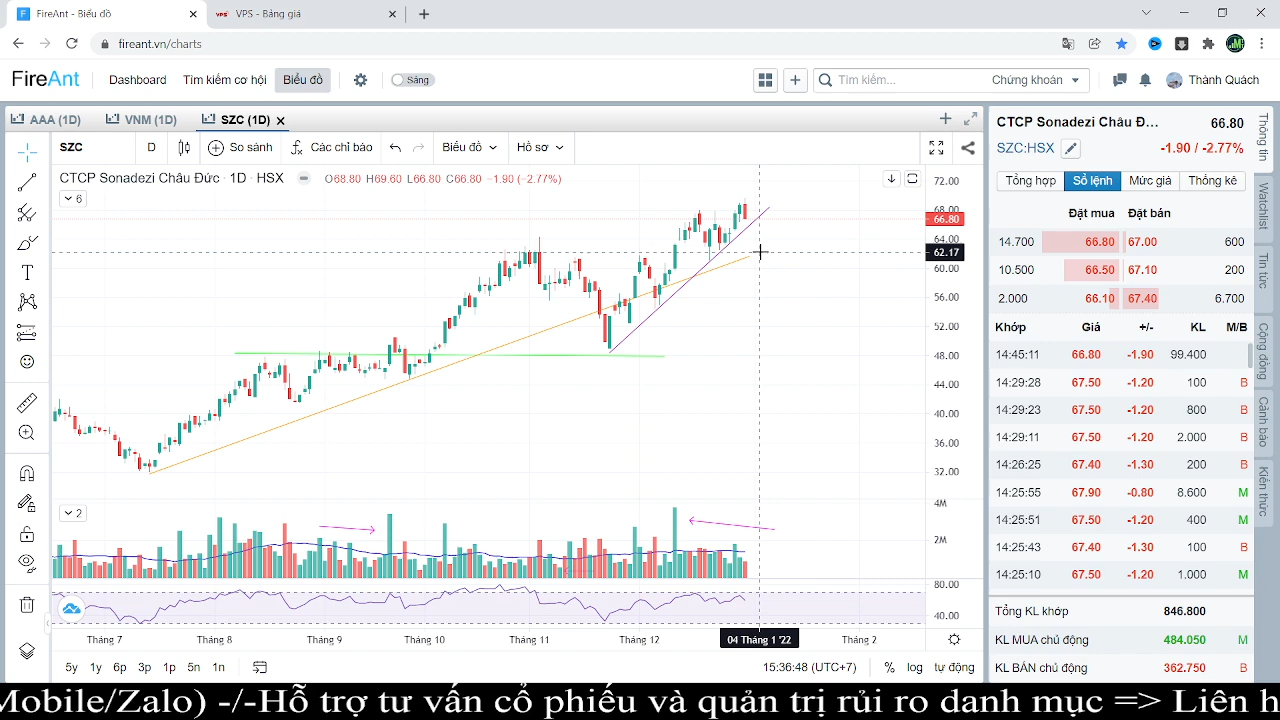 FireAnt - Biểu đồ
VPS - Bảng giá
fireant.vn/charts
FireAnt
Dashboard
Tìm kiếm cơ hội
Biểu đồ
Sáng
Tìm kiếm...
Chứng khoán
Thành Quách
AAA (1D)
VNM (1D)
SZC (1D)
SZC
D
So sánh
Các chỉ báo
Biểu đồ
Hồ sơ
CTCP Sonadezi Châu Đức · 1D · HSX
O68.80 H69.60 L66.80 C66.80 −1.90 (−2.77%)
6
72.00
68.00
66.80
64.00
62.17
60.00
56.00
52.00
48.00
44.00
40.00
36.00
32.00
2
4M
2M
80.00
40.00
Tháng 7
Tháng 8
Tháng 9
Tháng 10
Tháng 11
Tháng 12
04 Tháng 1 '22
Tháng 2
5y 1y 6p 3p 1p 5n 1n
15:36:48 (UTC+7)
% log tự động
CTCP Sonadezi Châu Đ... 66.80
SZC:HSX -1.90 / -2.77%
Tổng hợp Sổ lệnh Mức giá Thống kê
Đặt mua Đặt bán
14.700 66.80 67.00 600
10.500 66.50 67.10 200
2.000 66.10 67.40 6.700
Khớp Giá +/- KL M/B
14:46:11 66.80 -1.90 99.400
14:29:28 67.50 -1.20 100 B
14:29:23 67.50 -1.20 800 B
14:29:11 67.50 -1.20 2.000 B
14:26:25 67.40 -1.30 200 B
14:25:55 67.90 -0.80 8.600 M
14:25:51 67.50 -1.20 400 M
14:25:43 67.40 -1.30 100 B
14:25:10 67.50 -1.20 1.000 M
Tổng KL khớp 846.800
KL MUA chủ động 484.050 M
KL BÁN chủ động 362.750 B
Thông tin
Watchlist
Tin tức
Cộng đồng
Cảnh báo
Kiến thức
Mobile/Zalo) -/-Hỗ trợ tư vấn cổ phiếu và quản trị rủi ro danh mục => Liên h